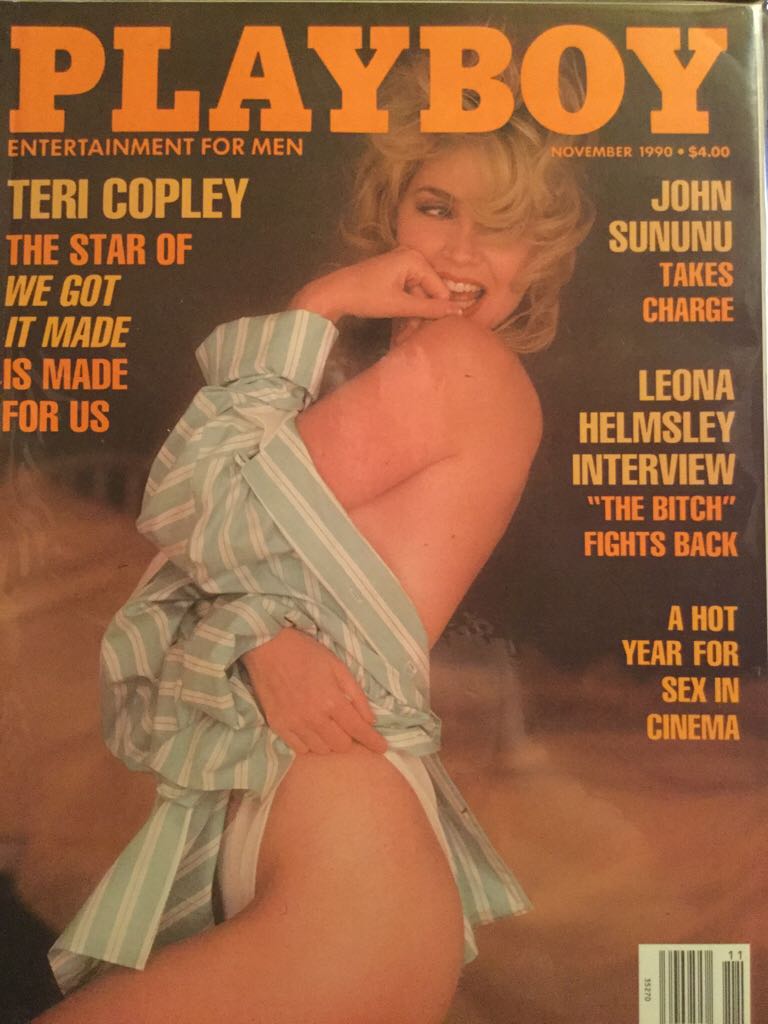 PLAYBOY
ENTERTAINMENT FOR MEN
NOVEMBER 1990 • $4.00
TERI COPLEY
THE STAR OF
WE GOT
IT MADE
IS MADE
FOR US
JOHN
SUNUNU
TAKES
CHARGE
LEONA
HELMSLEY
INTERVIEW
"THE BITCH"
FIGHTS BACK
A HOT
YEAR FOR
SEX IN
CINEMA
11
35270